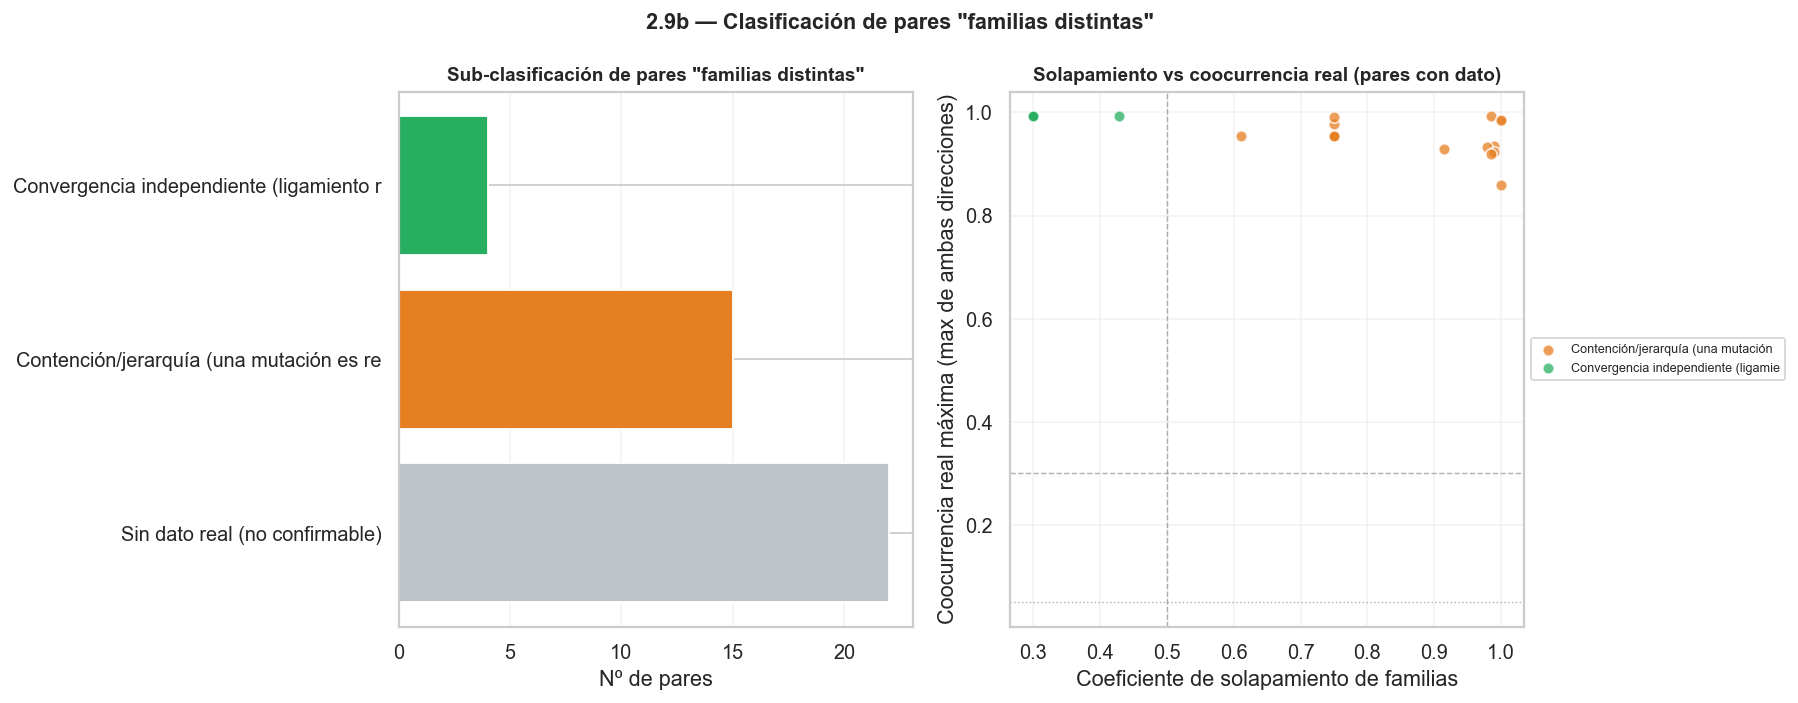 2.9b — Clasificación de pares "familias distintas"
Sub-clasificación de pares "familias distintas"
Convergencia independiente (ligamiento r
Contención/jerarquía (una mutación es re
Sin dato real (no confirmable)
0
5
10
15
20
Nº de pares
Solapamiento vs coocurrencia real (pares con dato)
Coocurrencia real máxima (max de ambas direcciones)
1.0
0.8
0.6
0.4
0.2
0.3
0.4
0.5
0.6
0.7
0.8
0.9
1.0
Coeficiente de solapamiento de familias
Contención/jerarquía (una mutación
Convergencia independiente (ligamie